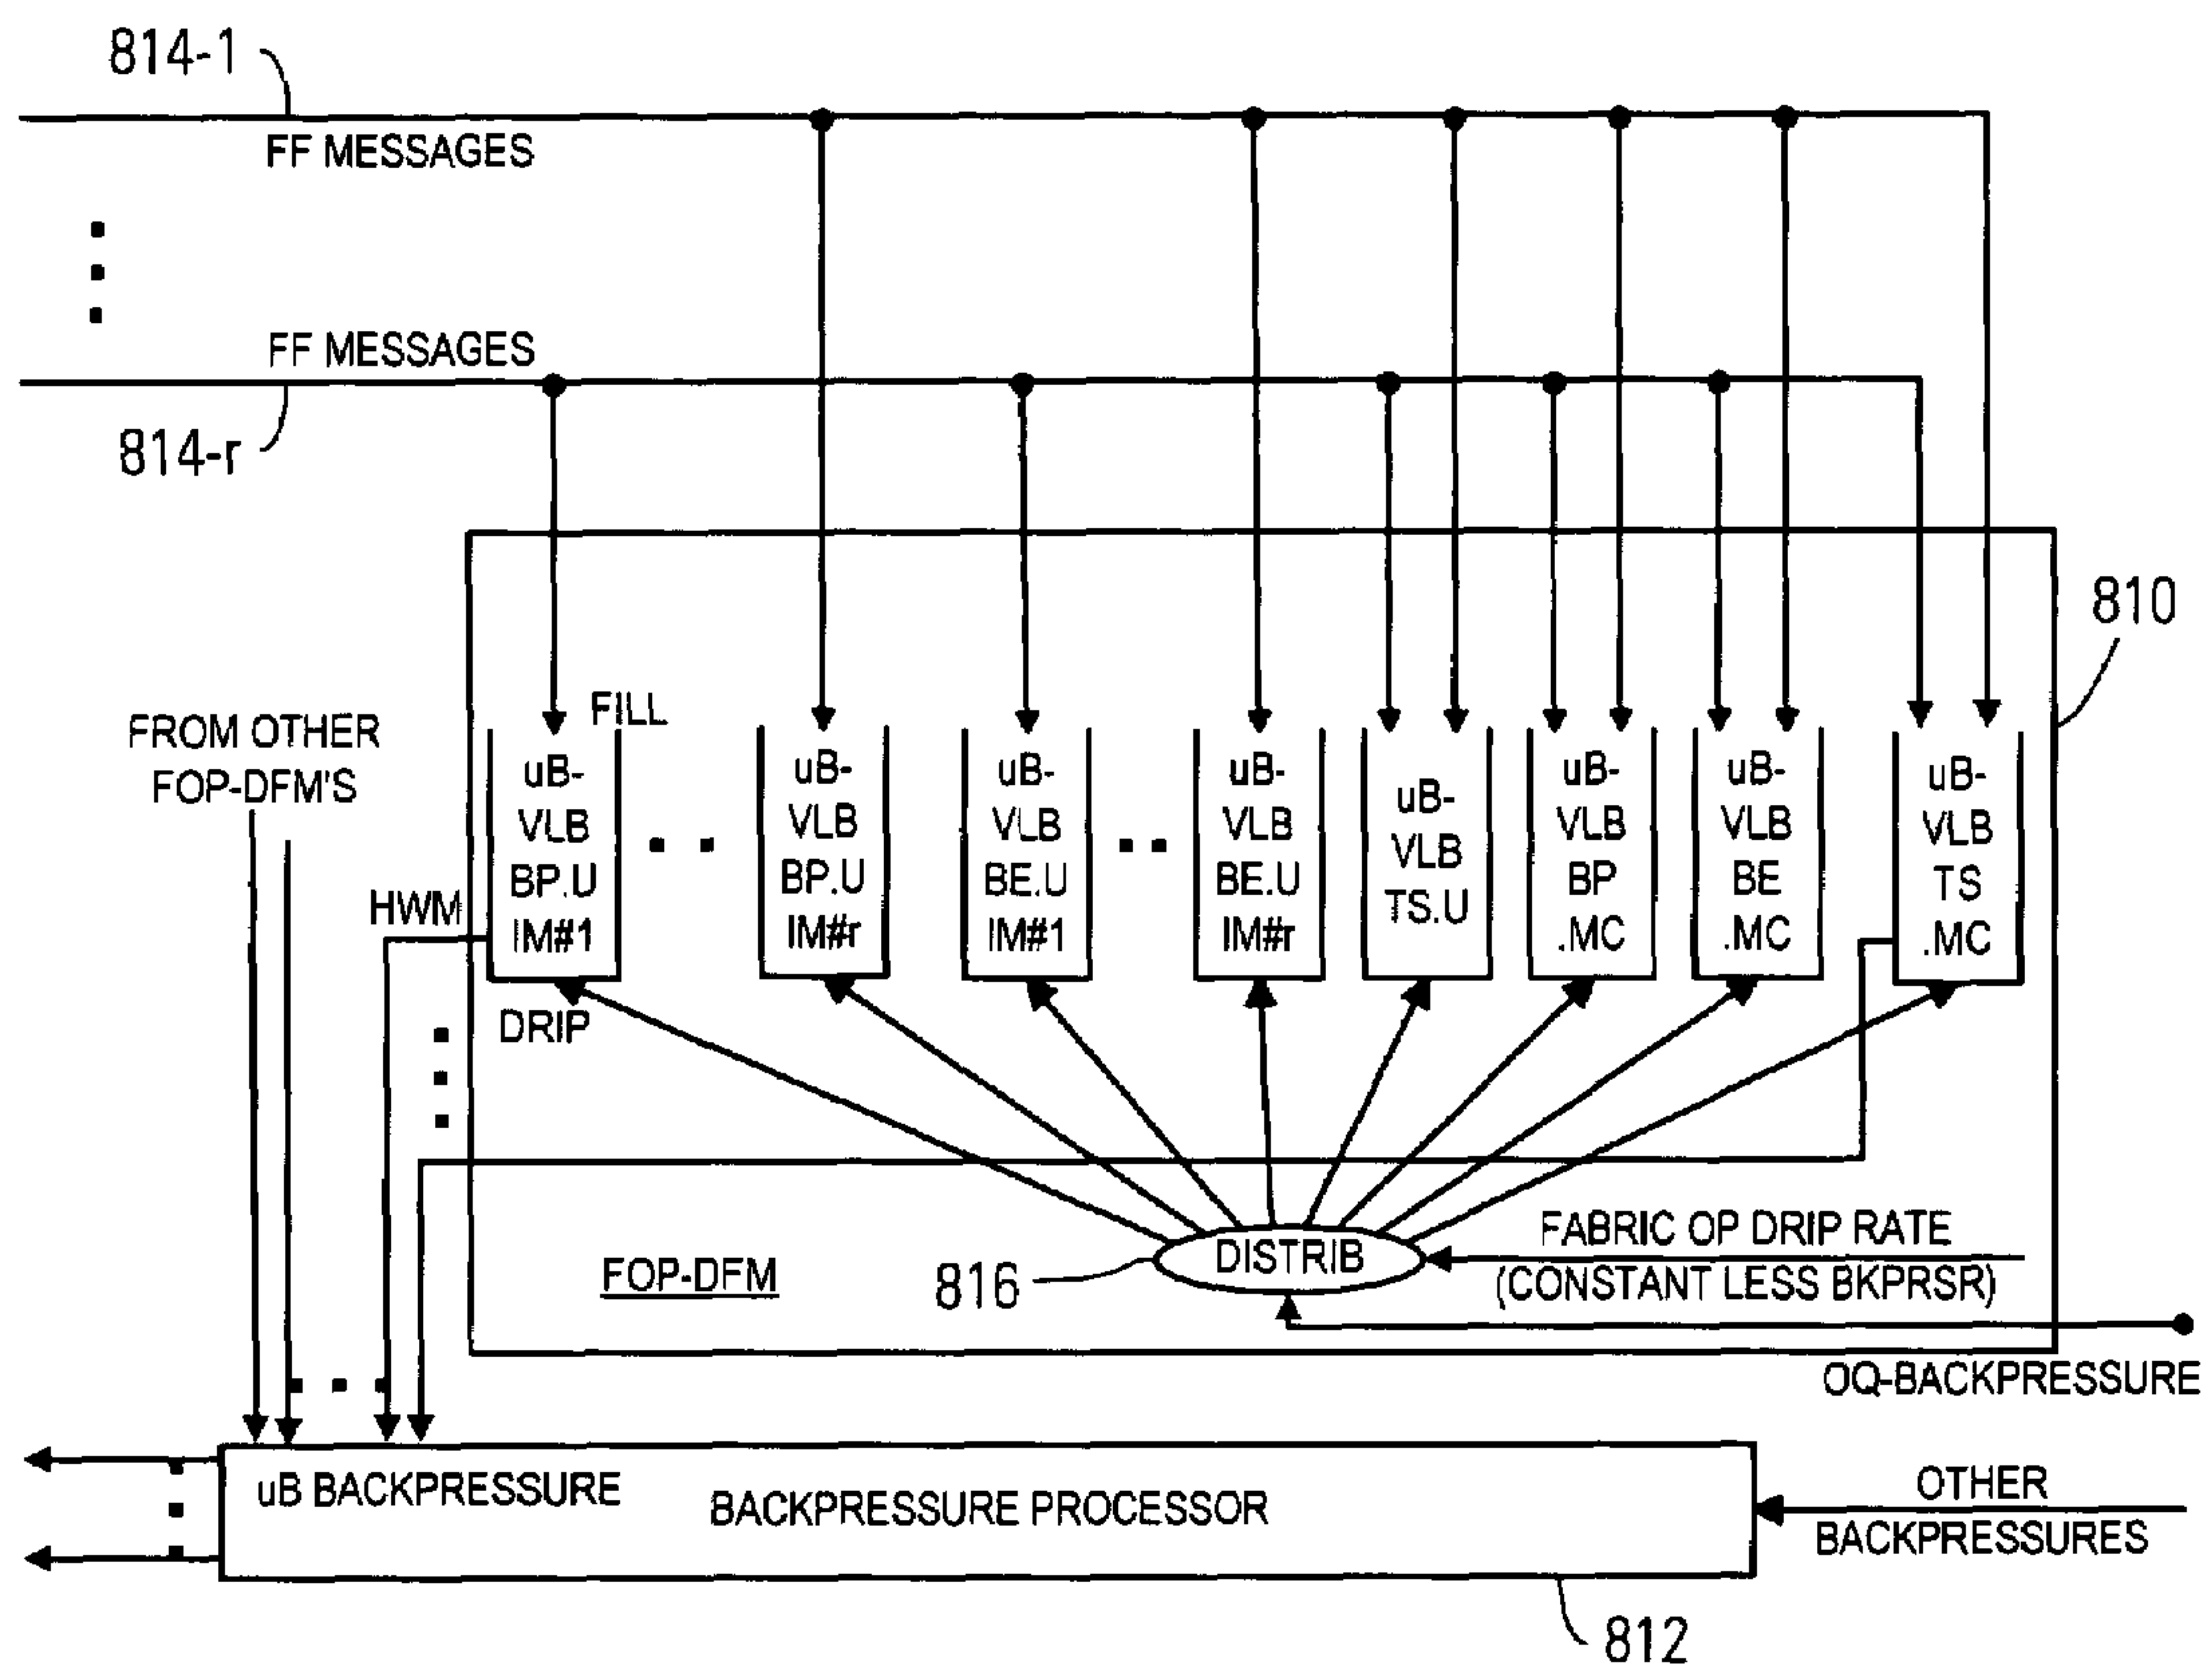 814-1
FF MESSAGES
FF MESSAGES
814-r
810
FROM OTHER
FOP-DFM'S
FILL
uB-
VLB
BP.U
IM#1
uB-
VLB
BP.U
IM#r
uB-
VLB
BE.U
IM#1
uB-
VLB
BE.U
IM#r
uB-
VLB
TS.U
uB-
VLB
BP
.MC
uB-
VLB
BE
.MC
uB-
VLB
TS
.MC
HWM
DRIP
FOP-DFM
816
DISTRIB
FABRIC OP DRIP RATE
(CONSTANT LESS BKPRSR)
OQ-BACKPRESSURE
uB BACKPRESSURE
BACKPRESSURE PROCESSOR
OTHER
BACKPRESSURES
812